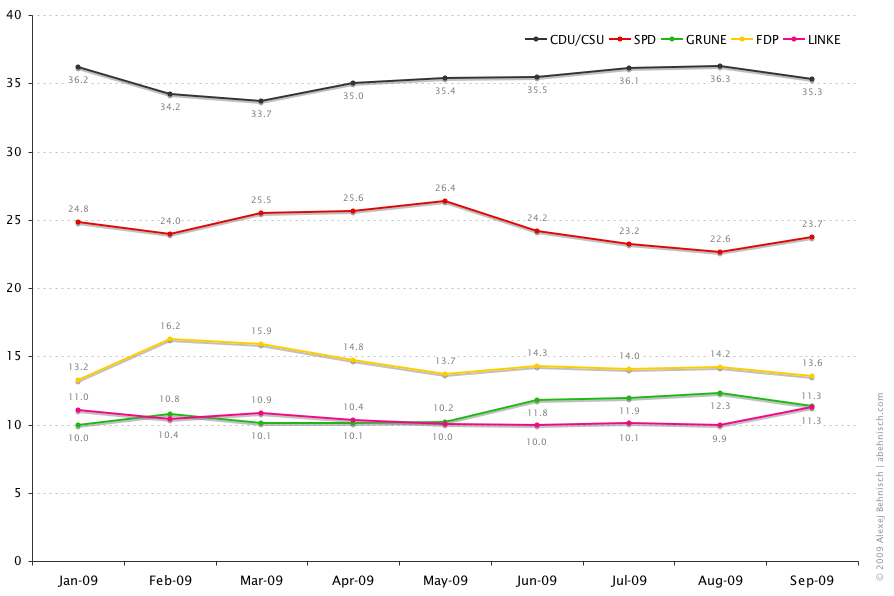 40
CDU/CSU SPD GRUNE FDP LINKE
35
36.2 34.2 33.7 35.0 35.4 35.5 36.1 36.3 35.3
30
24.8 24.0 25.5 25.6 26.4 24.2 23.2 22.6 23.7
25
20
13.2 16.2 15.9 14.8 13.7 14.3 14.0 14.2 13.6
15
11.0 10.8 10.9 10.4 10.2 11.8 11.9 12.3 11.3
10
10.0 10.4 10.1 10.1 10.0 10.0 10.1 9.9 11.3
5
0
Jan-09 Feb-09 Mar-09 Apr-09 May-09 Jun-09 Jul-09 Aug-09 Sep-09
© 2009 Alexej Behnisch | abehnisch.com